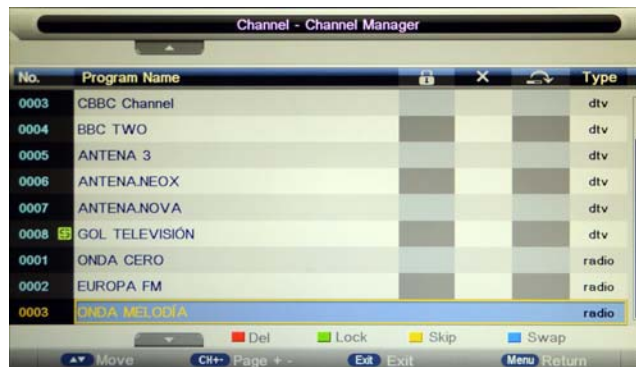 Channel - Channel Manager
No. Program Name Type
0003 CBBC Channel dtv
0004 BBC TWO dtv
0005 ANTENA 3 dtv
0006 ANTENA.NEOX dtv
0007 ANTENA.NOVA dtv
0008 $ GOL TELEVISIÓN dtv
0001 ONDA CERO radio
0002 EUROPA FM radio
0003 ONDA MELODÍA radio
Del Lock Skip Swap
▲▼ Move CH+- Page + - Exit Exit Menu Return